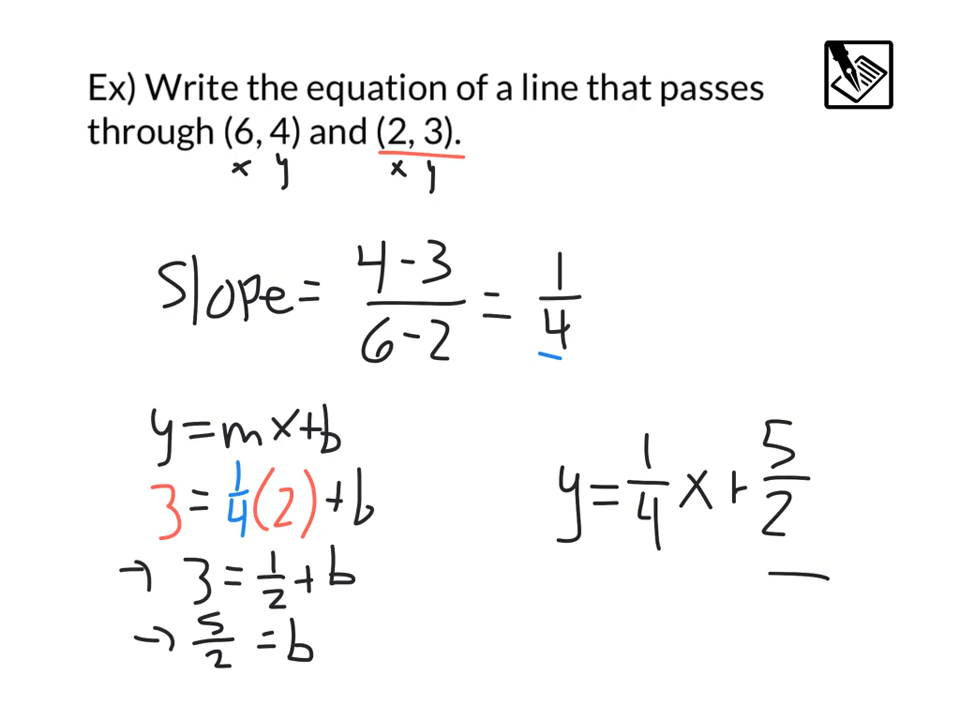 Ex) Write the equation of a line that passes
through (6, 4) and (2, 3).
x y x y
Slope = 4-3/6-2 = 1/4
y = mx+b
3 = 1/4(2) + b
→ 3 = 1/2 + b
→ 5/2 = b
y = 1/4 x + 5/2